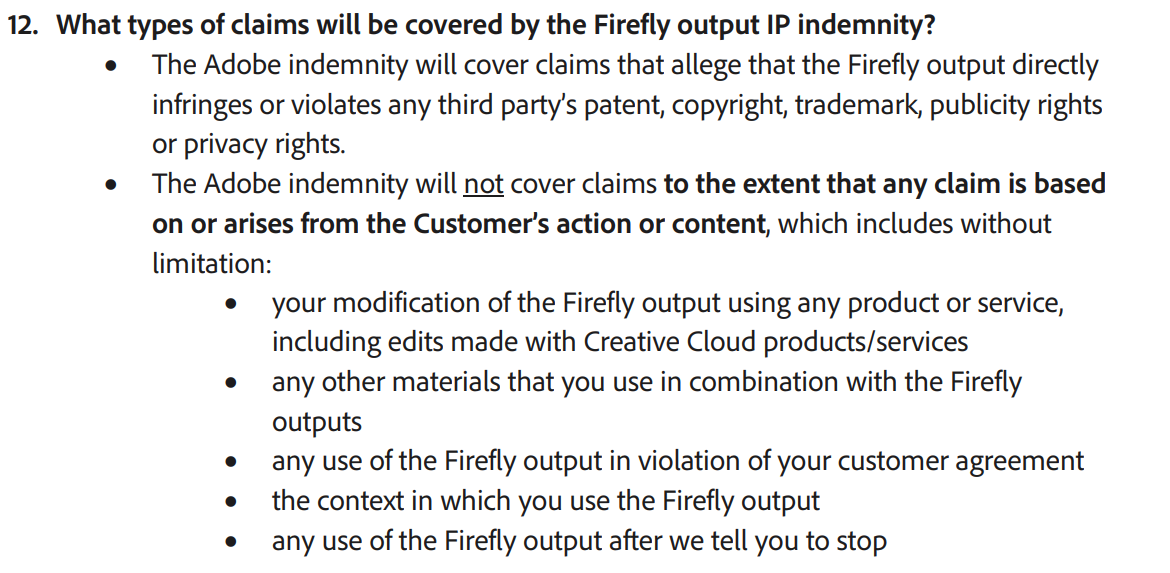 12. What types of claims will be covered by the Firefly output IP indemnity?
• The Adobe indemnity will cover claims that allege that the Firefly output directly
infringes or violates any third party’s patent, copyright, trademark, publicity rights
or privacy rights.
• The Adobe indemnity will not cover claims to the extent that any claim is based
on or arises from the Customer’s action or content, which includes without
limitation:
• your modification of the Firefly output using any product or service,
including edits made with Creative Cloud products/services
• any other materials that you use in combination with the Firefly
outputs
• any use of the Firefly output in violation of your customer agreement
• the context in which you use the Firefly output
• any use of the Firefly output after we tell you to stop